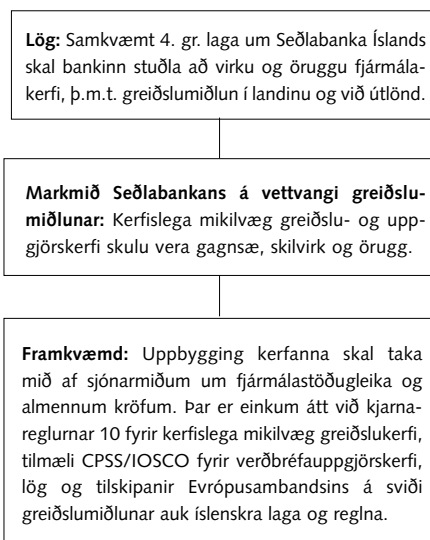 Lög: Samkvæmt 4. gr. laga um Seðlabanka Íslands
skal bankinn stuðla að virku og öruggu fjármála-
kerfi, þ.m.t. greiðslumiðlun í landinu og við útlönd.
Markmið Seðlabankans á vettvangi greiðslu-
miðlunar: Kerfislega mikilvæg greiðslu- og upp-
gjörskerfi skulu vera gagnsæ, skilvirk og örugg.
Framkvæmd: Uppbygging kerfanna skal taka
mið af sjónarmiðum um fjármálastöðugleika og
almennum kröfum. Þar er einkum átt við kjarna-
reglurnar 10 fyrir kerfislega mikilvæg greiðslukerfi,
tilmæli CPSS/IOSCO fyrir verðbréfauppgjörskerfi,
lög og tilskipanir Evrópusambandsins á sviði
greiðslumiðlunar auk íslenskra laga og reglna.